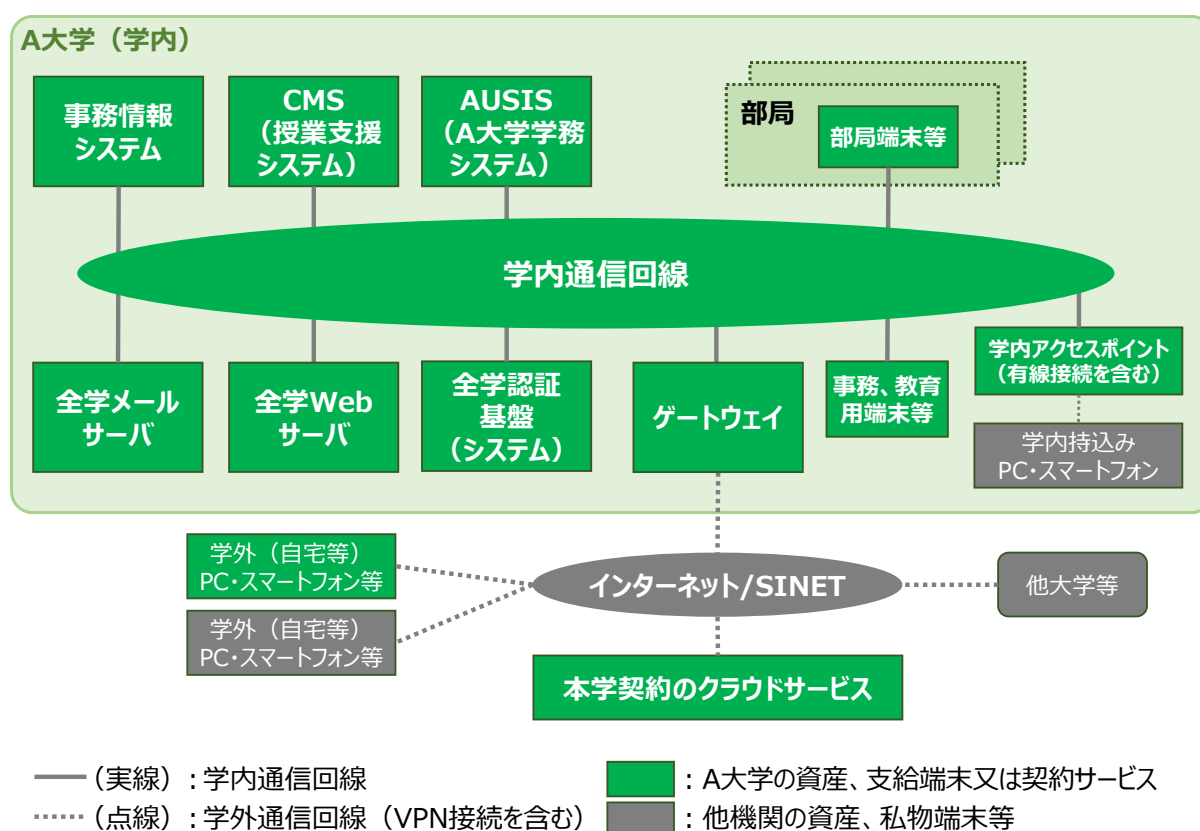 A大学（学内）
事務情報
システム
CMS
（授業支援
システム）
AUSIS
（A大学学務
システム）
部局
部局端末等
学内通信回線
全学メール
サーバ
全学Web
サーバ
全学認証
基盤
（システム）
ゲートウェイ
事務、教育
用端末等
学内アクセスポイント
（有線接続を含む）
学内持込み
PC・スマートフォン
学外（自宅等）
PC・スマートフォン等
学外（自宅等）
PC・スマートフォン等
インターネット/SINET
他大学等
本学契約のクラウドサービス
（実線）：学内通信回線
（点線）：学外通信回線（VPN接続を含む）
：A大学の資産、支給端末又は契約サービス
：他機関の資産、私物端末等